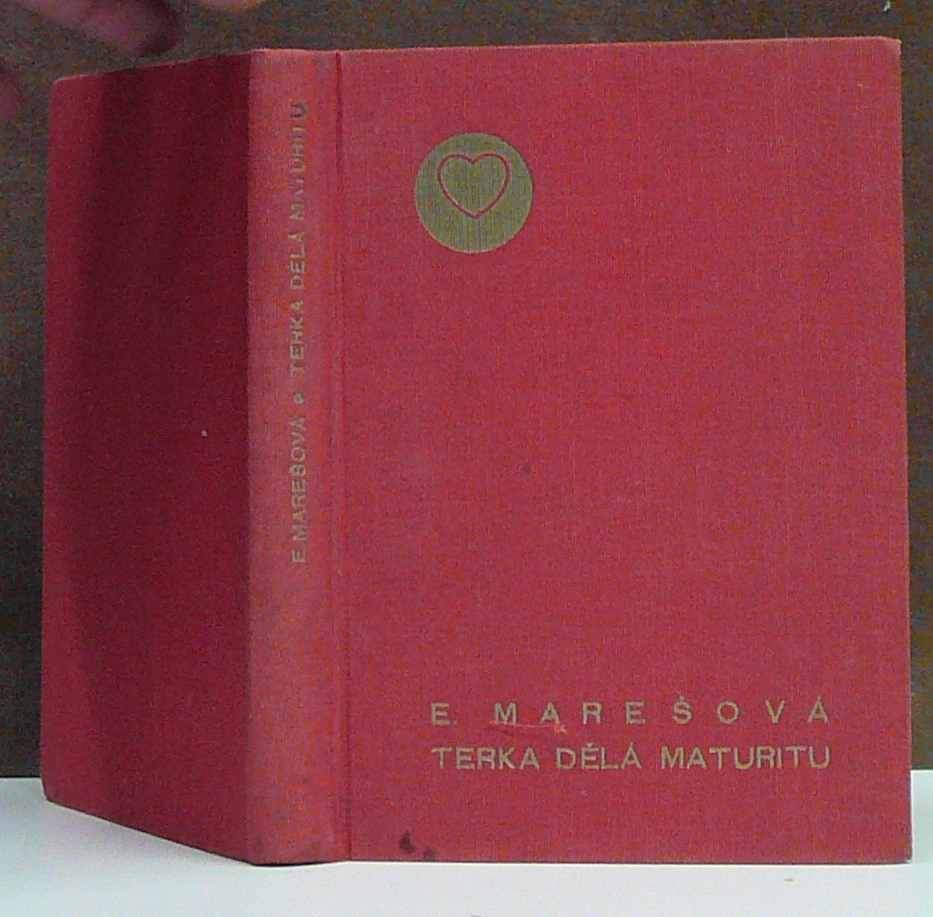 E. MAREŠOVÁ • TERKA DĚLÁ MATURITU
E. MAREŠOVÁ
TERKA DĚLÁ MATURITU